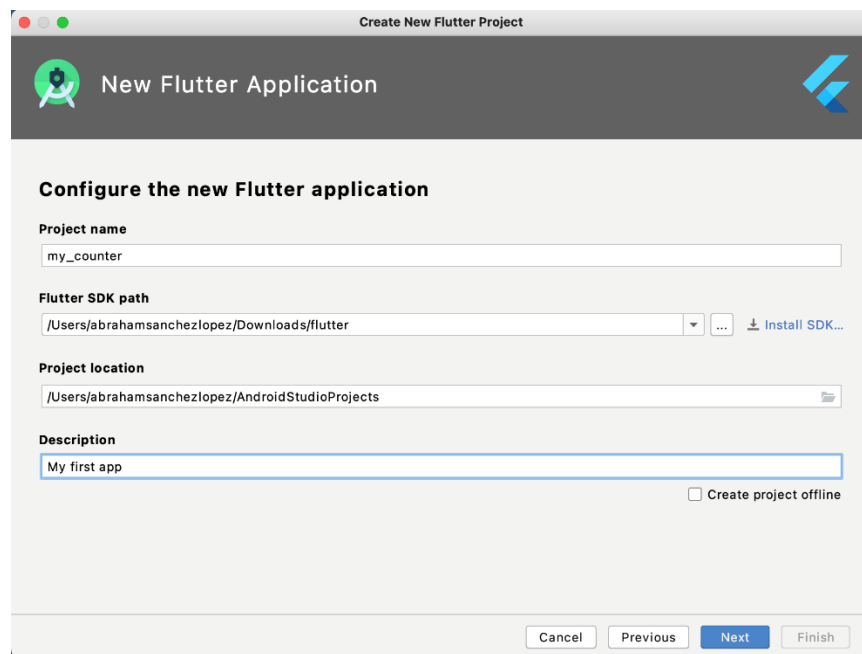 Create New Flutter Project
New Flutter Application
Configure the new Flutter application
Project name
my_counter
Flutter SDK path
/Users/abrahamsanchezlopez/Downloads/flutter
... Install SDK...
Project location
/Users/abrahamsanchezlopez/AndroidStudioProjects
Description
My first app
Create project offline
Cancel Previous Next Finish